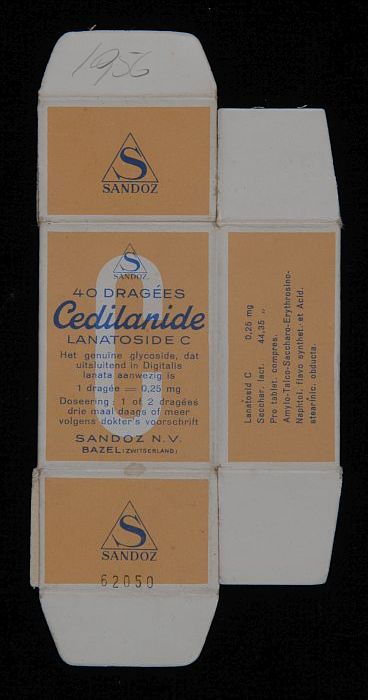 1956
S
SANDOZ
S
SANDOZ
40 DRAGÉES
Cedilanide
LANATOSIDE C
Het genuine glycoside, dat
uitsluitend in Digitalis
lanata aanwezig is
1 dragée = 0,25 mg
Doseering: 1 of 2 dragées
drie maal daags of meer
volgens dokter's voorschrift
SANDOZ N.V.
BAZEL (ZWITSERLAND)
Lanatosid C 0,25 mg
Sacchar. lact. 44,35 „
Pro tablet. compres.
Amylo-Talco-Saccharo-Erythrosino-
Naphtol. flavo synthet. et Acid.
stearinic. obducta.
S
SANDOZ
62050